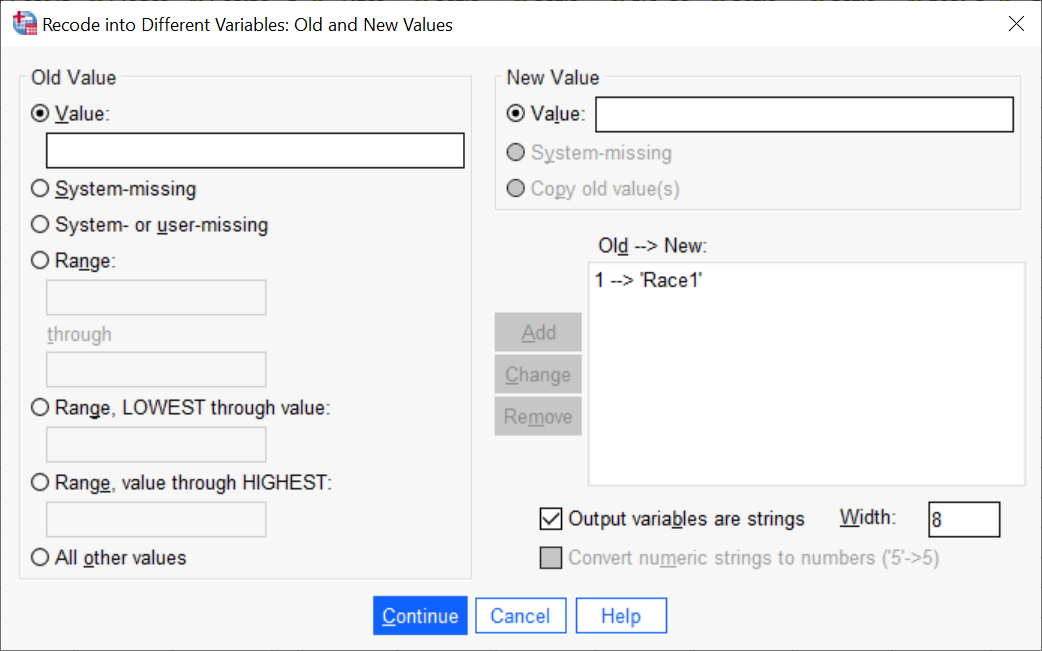 Recode into Different Variables: Old and New Values
Old Value
Value:
System-missing
System- or user-missing
Range:
through
Range, LOWEST through value:
Range, value through HIGHEST:
All other values
New Value
Value:
System-missing
Copy old value(s)
Old --> New:
1 --> 'Race1'
Add
Change
Remove
Output variables are strings Width: 8
Convert numeric strings to numbers ('5'->5)
Continue Cancel Help